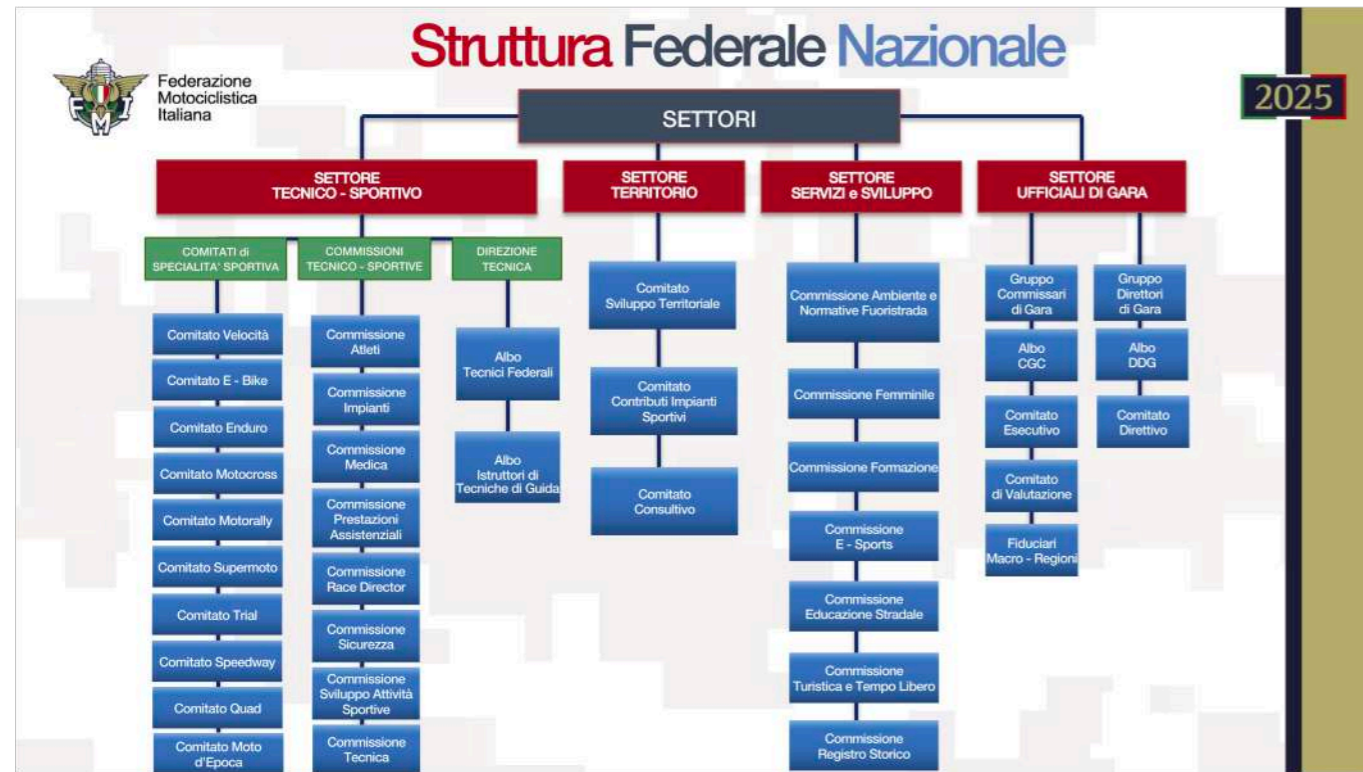 Struttura Federale Nazionale
FMI
Federazione
Motociclistica
Italiana
2025
SETTORI
SETTORE
TECNICO - SPORTIVO
COMITATI di
SPECIALITA' SPORTIVA
Comitato Velocità
Comitato E - Bike
Comitato Enduro
Comitato Motocross
Comitato Motorally
Comitato Supermoto
Comitato Trial
Comitato Speedway
Comitato Quad
Comitato Moto
d'Epoca
COMMISSIONI
TECNICO - SPORTIVE
Commissione
Atleti
Commissione
Impianti
Commissione
Medica
Commissione
Prestazioni
Assistenziali
Commissione
Race Director
Commissione
Sicurezza
Commissione
Sviluppo Attività
Sportive
Commissione
Tecnica
DIREZIONE
TECNICA
Albo
Tecnici Federali
Albo
Istruttori di
Tecniche di Guida
SETTORE
TERRITORIO
Comitato
Sviluppo Territoriale
Comitato
Contributi Impianti
Sportivi
Comitato
Consultivo
SETTORE
SERVIZI e SVILUPPO
Commissione Ambiente e
Normative Fuoristrada
Commissione Femminile
Commissione Formazione
Commissione
E - Sports
Commissione
Educazione Stradale
Commissione
Turistica e Tempo Libero
Commissione
Registro Storico
SETTORE
UFFICIALI DI GARA
Gruppo
Commissari
di Gara
Albo
CGC
Comitato
Esecutivo
Comitato
di Valutazione
Fiduciari
Macro - Regioni
Gruppo
Direttori
di Gara
Albo
DDG
Comitato
Direttivo